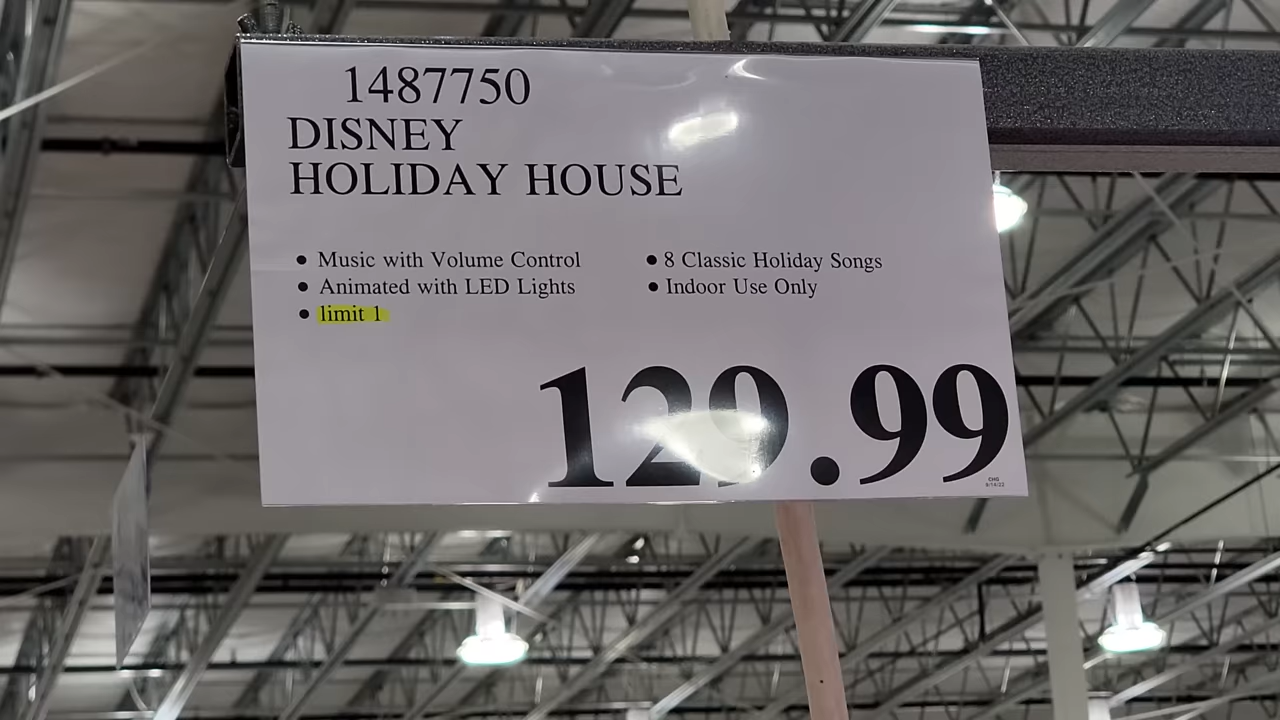 1487750
DISNEY
HOLIDAY HOUSE
• Music with Volume Control
• Animated with LED Lights
• limit 1
• 8 Classic Holiday Songs
• Indoor Use Only
129.99
CHG